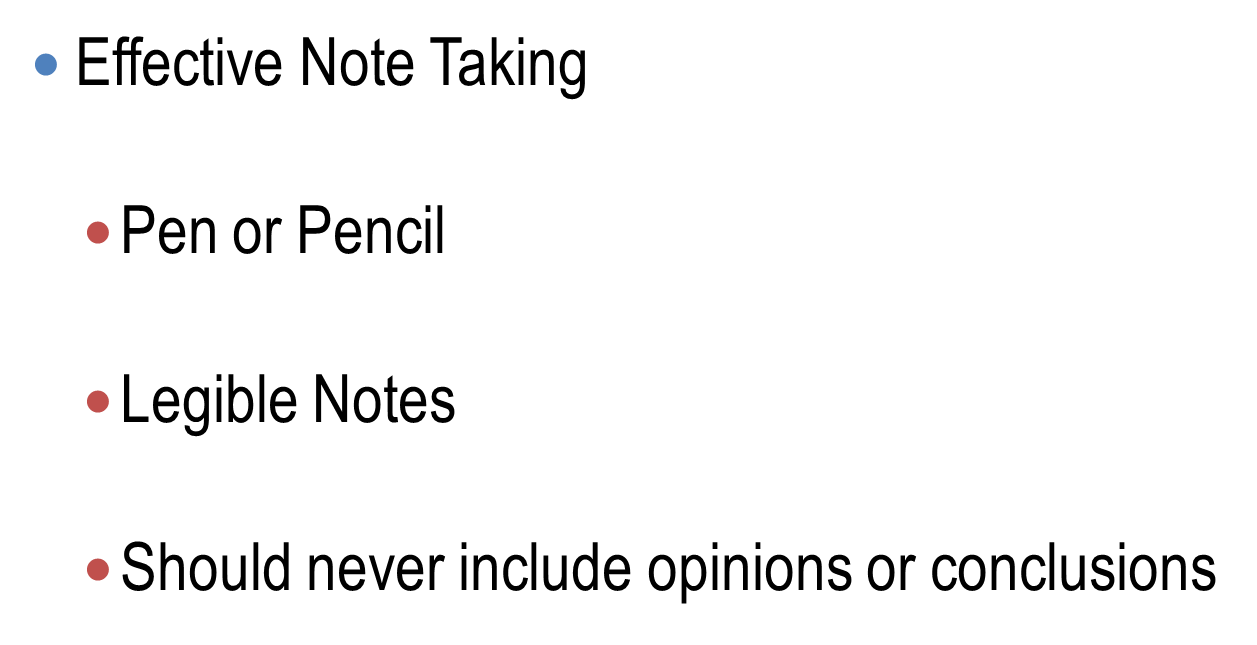 • Effective Note Taking
• Pen or Pencil
• Legible Notes
• Should never include opinions or conclusions